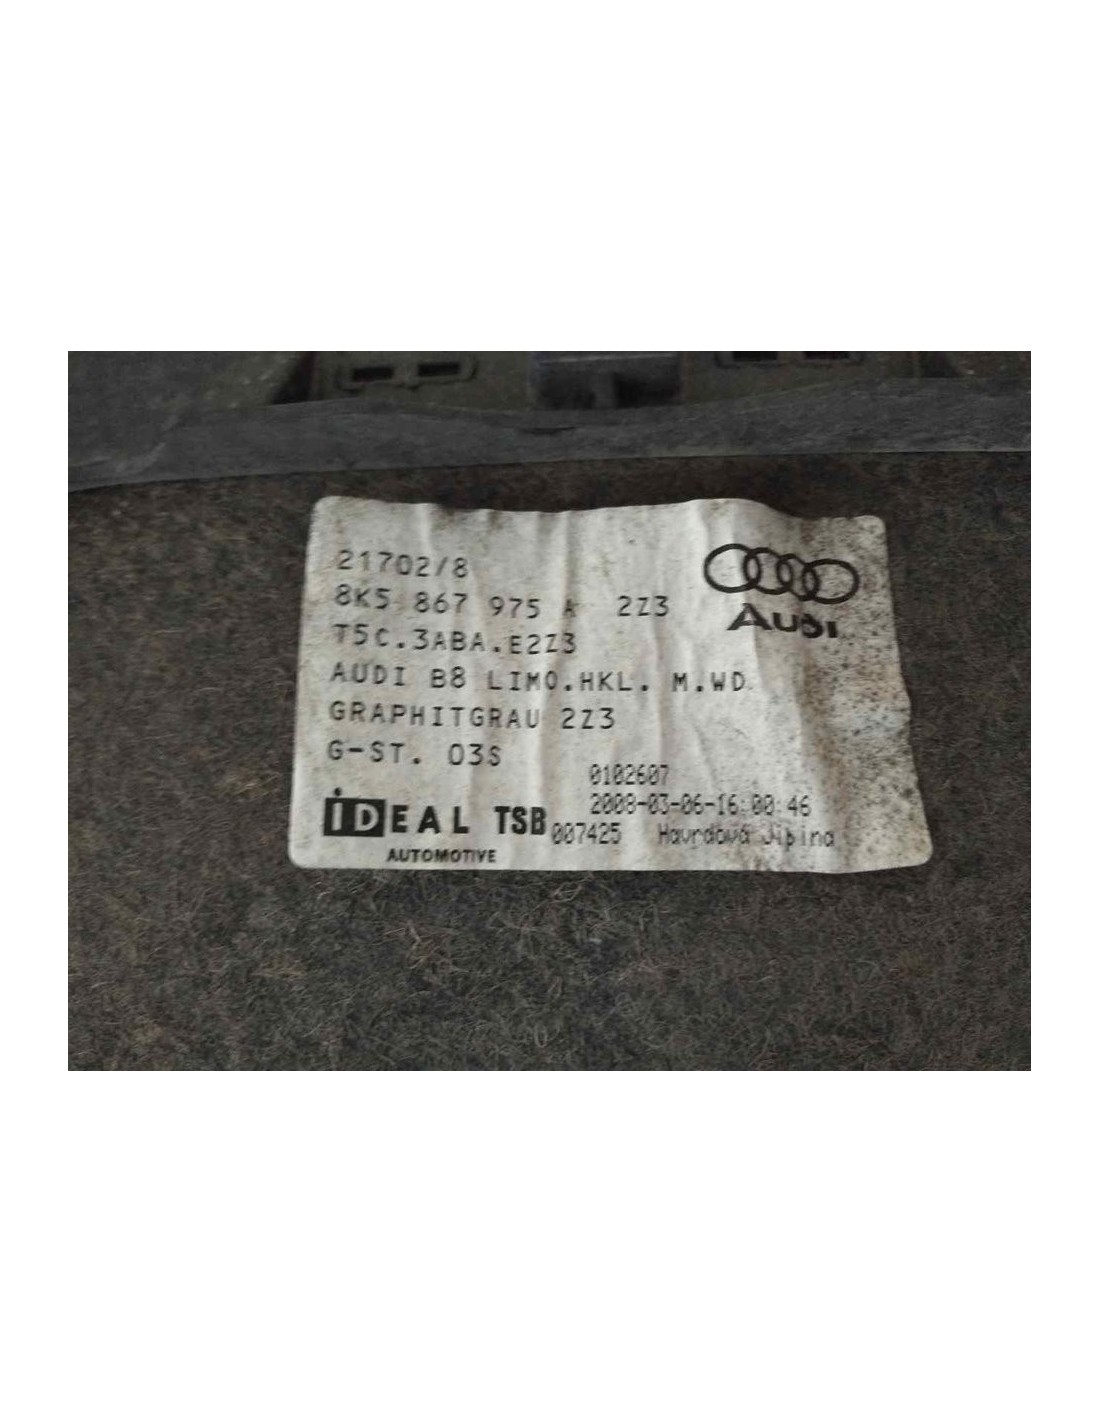 21702/8
8K5 867 975 A 2Z3
AUDI
T5C.3ABA.E2Z3
AUDI B8 LIMO.HKL. M.WD
GRAPHITGRAU 2Z3
G-ST. 03S
0102607
2008-03-06-16:00:46
iDEAL TSB 007425 Havrdová
AUTOMOTIVE